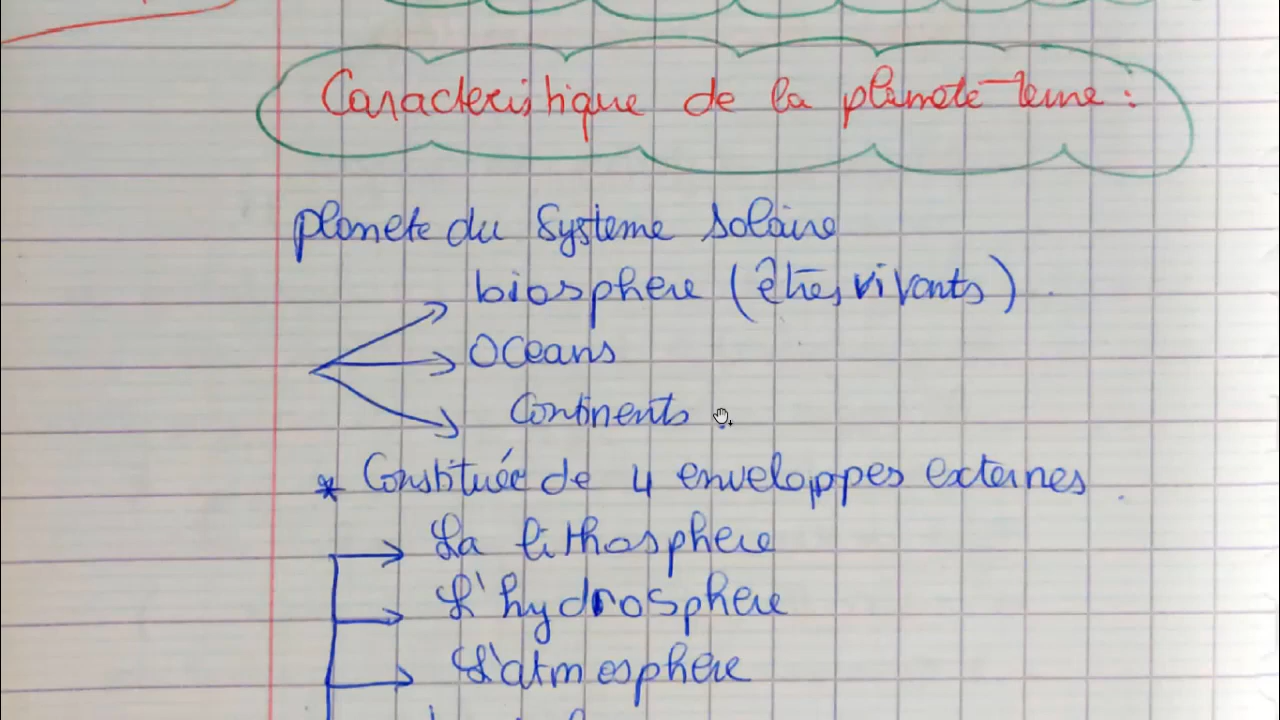 Caracteristique de la planete Terre :
planete du Systeme Solaire
biosphere (êtres vivants)
Oceans
Continents
* Constituée de 4 enveloppes externes
La lithosphere
L'hydrosphere
L'atmosphere